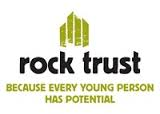 rock trust
BECAUSE EVERY YOUNG PERSON
HAS POTENTIAL